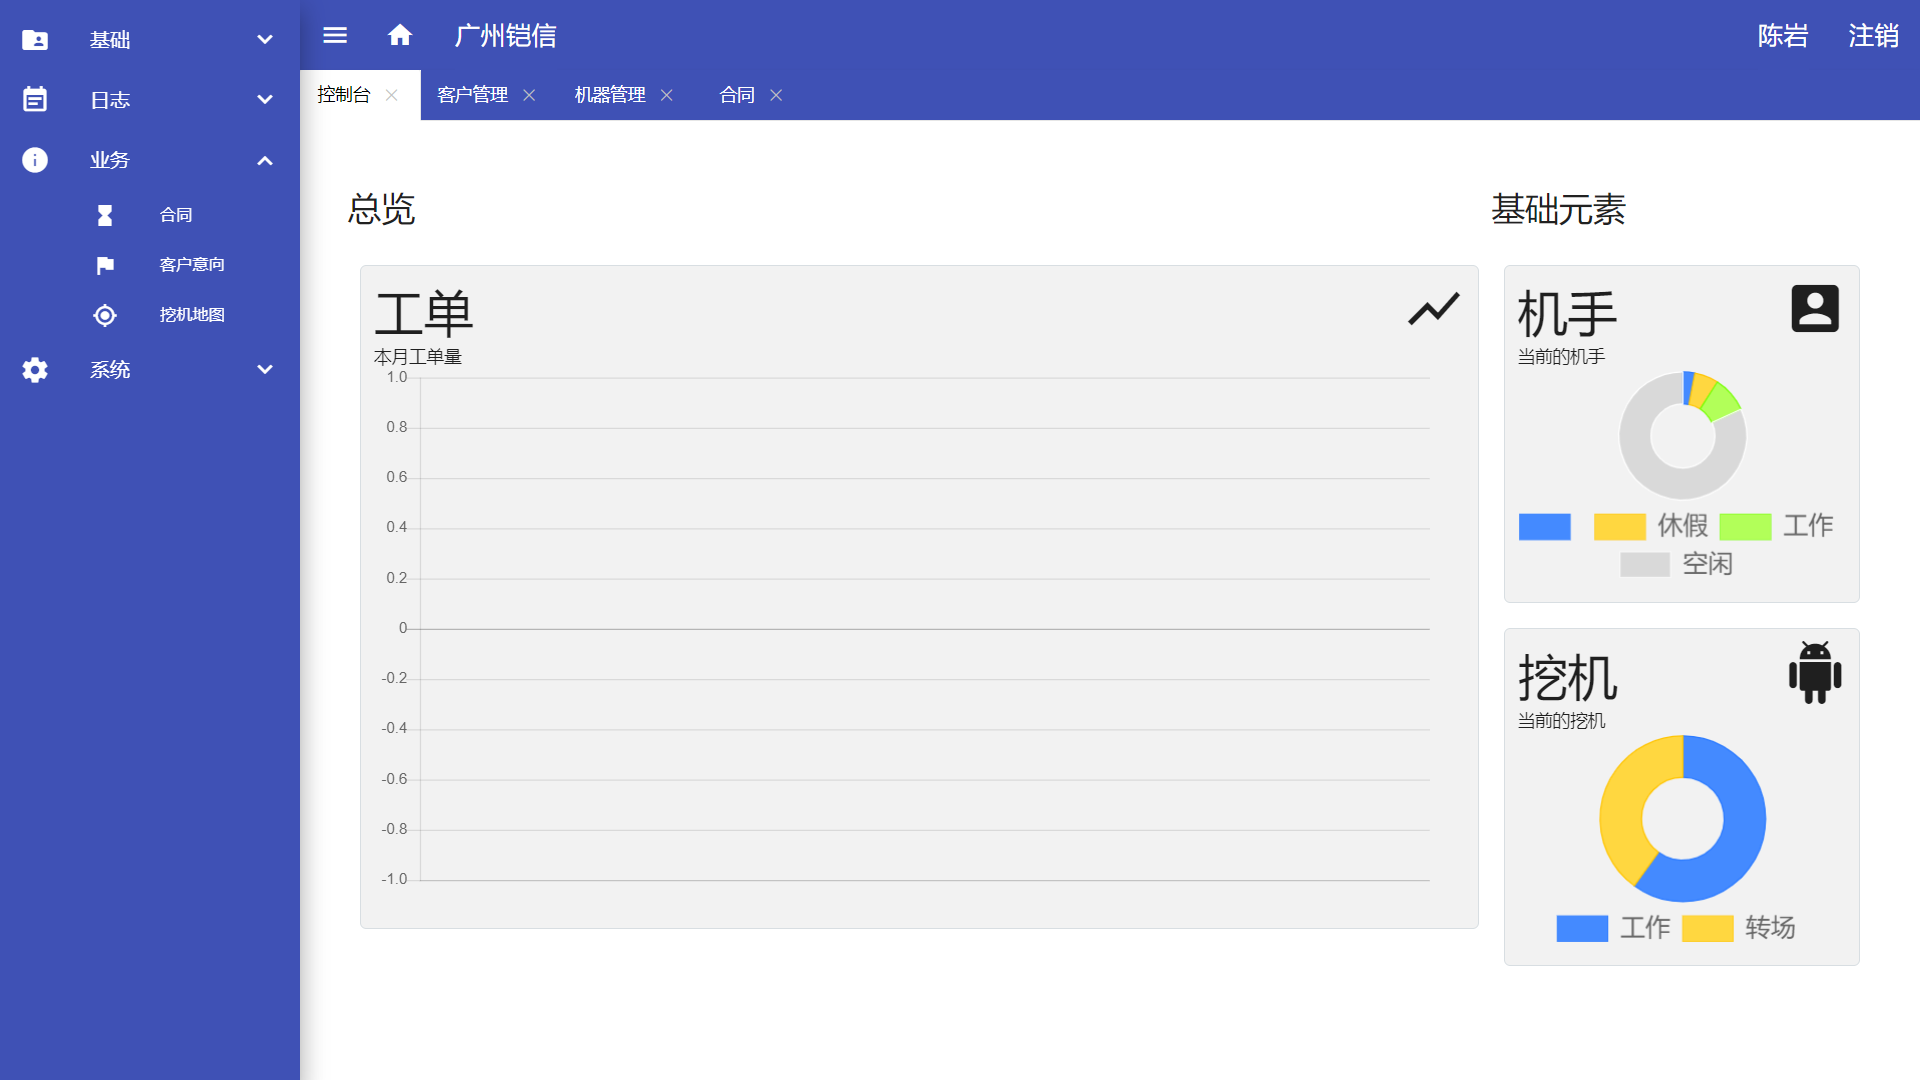 基础
日志
业务
合同
客户意向
挖机地图
系统
广州铠信
陈岩 注销
控制台 客户管理 机器管理 合同
总览
工单
本月工单量
1.0
0.8
0.6
0.4
0.2
0
-0.2
-0.4
-0.6
-0.8
-1.0
基础元素
机手
当前的机手
休假 工作
空闲
挖机
当前的挖机
工作 转场